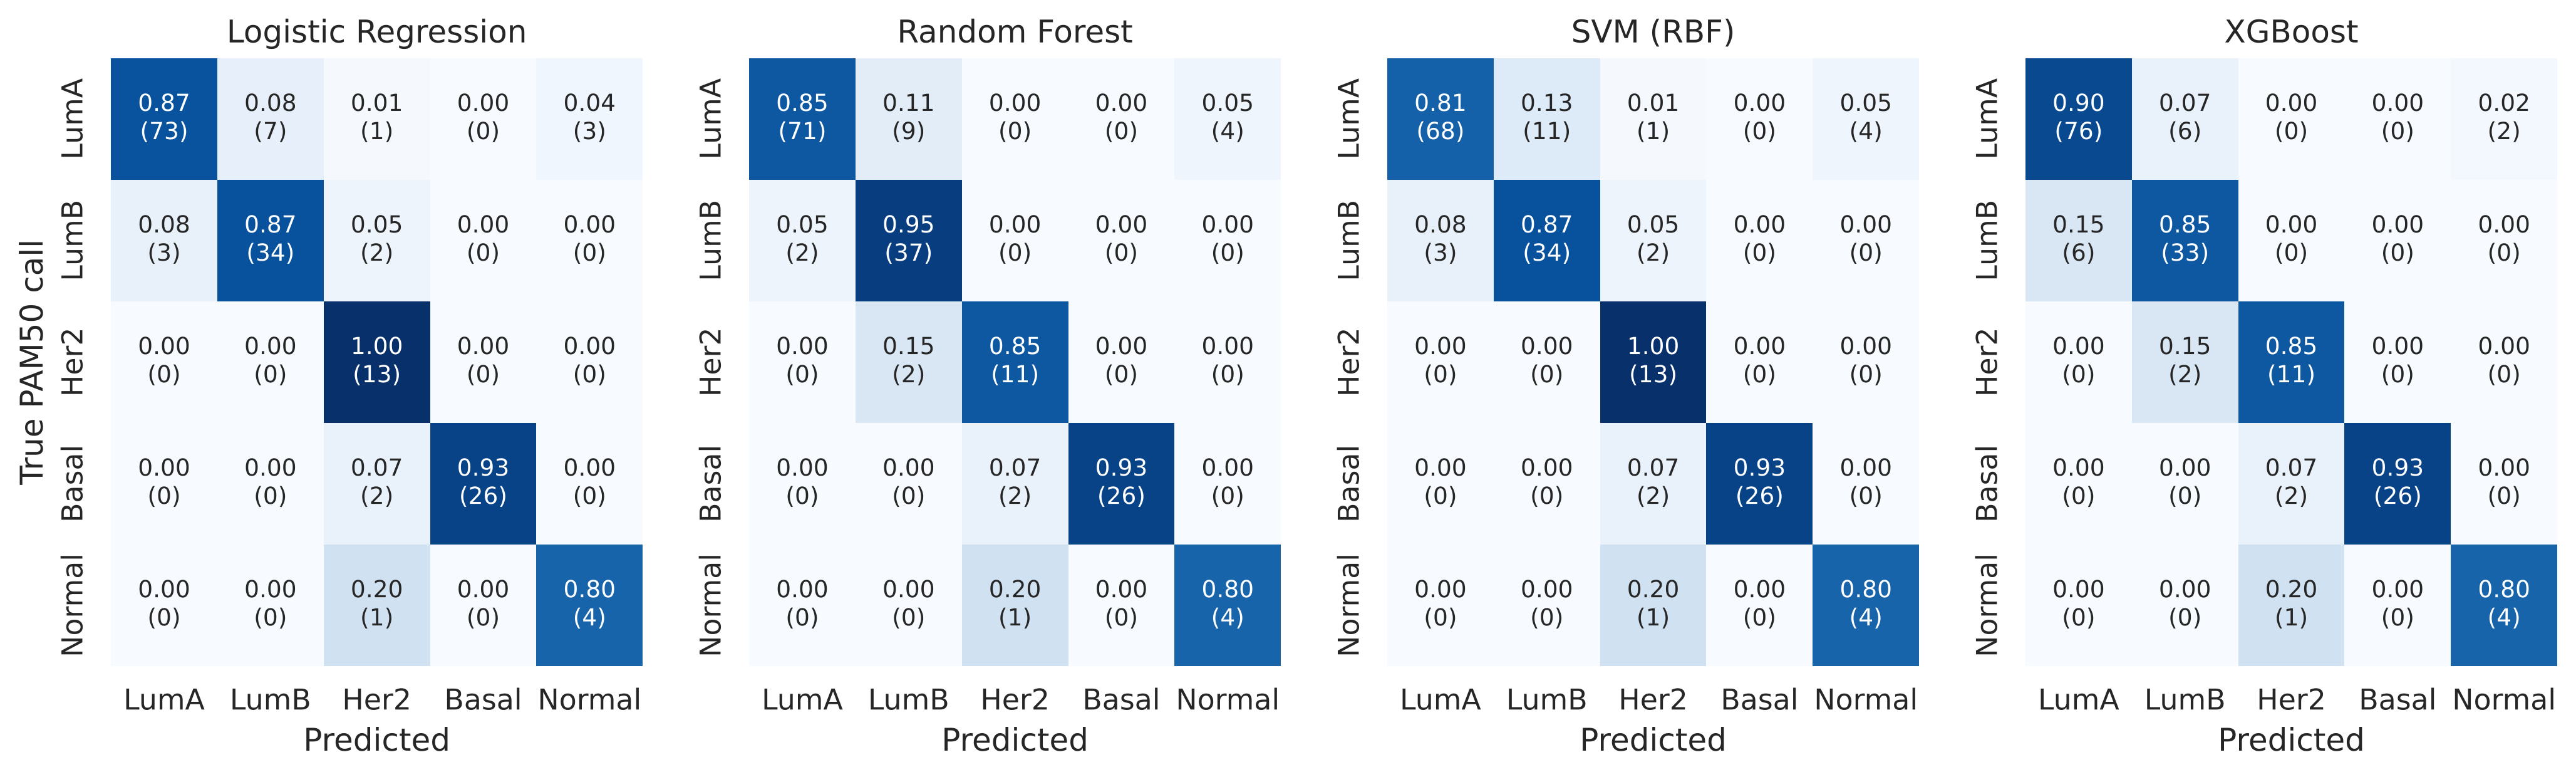 Logistic Regression
Random Forest
SVM (RBF)
XGBoost
True PAM50 call
LumA
0.87 0.08 0.01 0.00 0.04
(73) (7) (1) (0) (3)
LumB
0.08 0.87 0.05 0.00 0.00
(3) (34) (2) (0) (0)
Her2
0.00 0.00 1.00 0.00 0.00
(0) (0) (13) (0) (0)
Basal
0.00 0.00 0.07 0.93 0.00
(0) (0) (2) (26) (0)
Normal
0.00 0.00 0.20 0.00 0.80
(0) (0) (1) (0) (4)
LumA LumB Her2 Basal Normal
Predicted
LumA
0.85 0.11 0.00 0.00 0.05
(71) (9) (0) (0) (4)
LumB
0.05 0.95 0.00 0.00 0.00
(2) (37) (0) (0) (0)
Her2
0.00 0.15 0.85 0.00 0.00
(0) (2) (11) (0) (0)
Basal
0.00 0.00 0.07 0.93 0.00
(0) (0) (2) (26) (0)
Normal
0.00 0.00 0.20 0.00 0.80
(0) (0) (1) (0) (4)
LumA LumB Her2 Basal Normal
Predicted
LumA
0.81 0.13 0.01 0.00 0.05
(68) (11) (1) (0) (4)
LumB
0.08 0.87 0.05 0.00 0.00
(3) (34) (2) (0) (0)
Her2
0.00 0.00 1.00 0.00 0.00
(0) (0) (13) (0) (0)
Basal
0.00 0.00 0.07 0.93 0.00
(0) (0) (2) (26) (0)
Normal
0.00 0.00 0.20 0.00 0.80
(0) (0) (1) (0) (4)
LumA LumB Her2 Basal Normal
Predicted
LumA
0.90 0.07 0.00 0.00 0.02
(76) (6) (0) (0) (2)
LumB
0.15 0.85 0.00 0.00 0.00
(6) (33) (0) (0) (0)
Her2
0.00 0.15 0.85 0.00 0.00
(0) (2) (11) (0) (0)
Basal
0.00 0.00 0.07 0.93 0.00
(0) (0) (2) (26) (0)
Normal
0.00 0.00 0.20 0.00 0.80
(0) (0) (1) (0) (4)
LumA LumB Her2 Basal Normal
Predicted